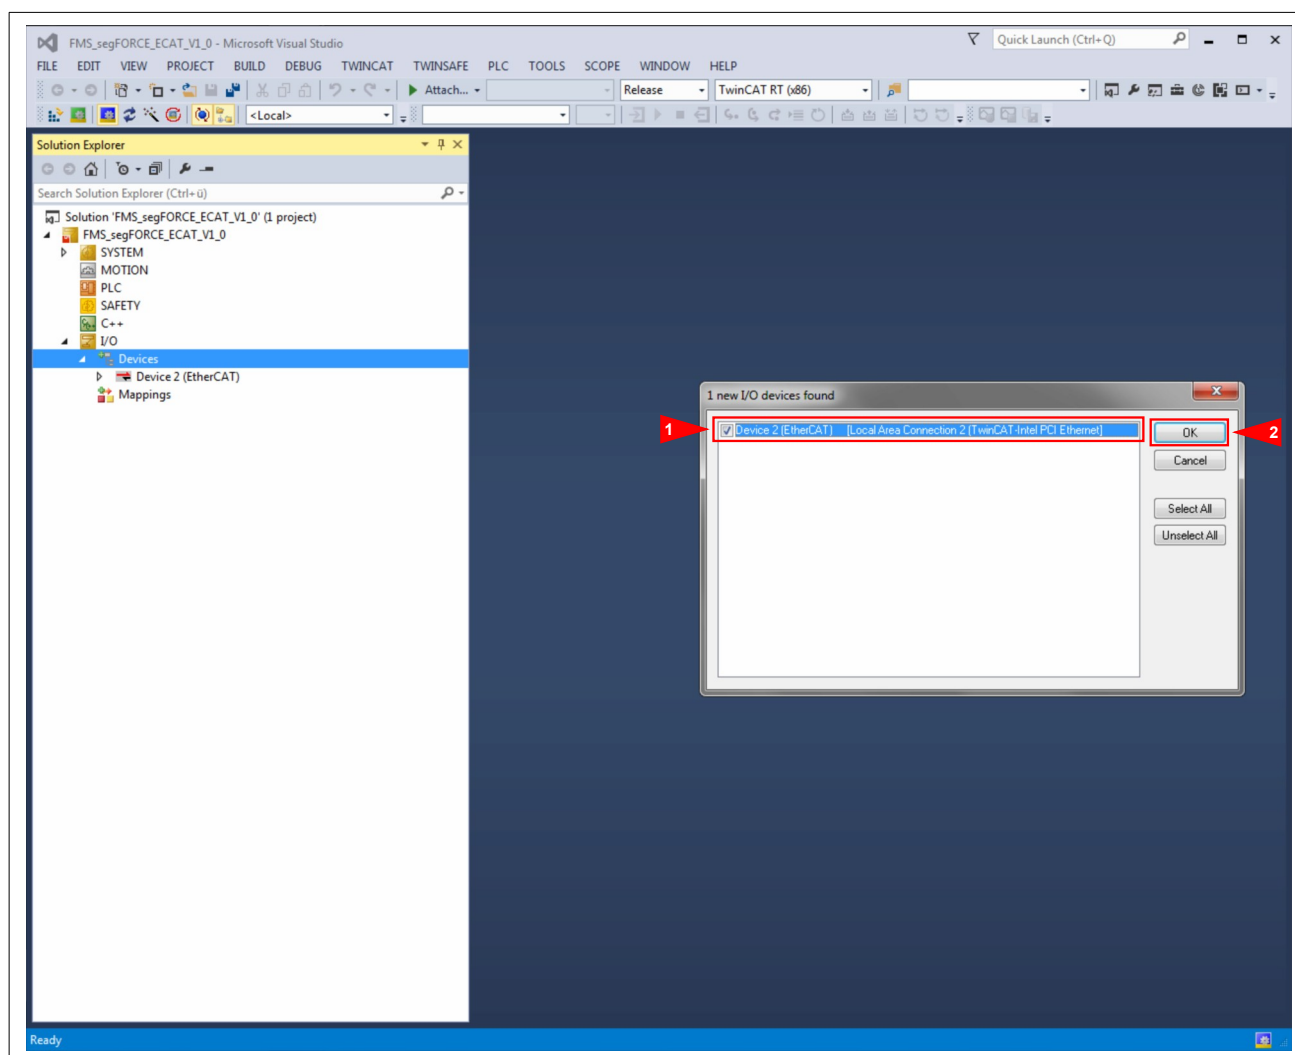 FMS_segFORCE_ECAT_V1_0 - Microsoft Visual Studio
Quick Launch (Ctrl+Q)
FILE EDIT VIEW PROJECT BUILD DEBUG TWINCAT TWINSAFE PLC TOOLS SCOPE WINDOW HELP
Attach... Release TwinCAT RT (x86)
<Local>
Solution Explorer
Search Solution Explorer (Ctrl+ü)
Solution 'FMS_segFORCE_ECAT_V1_0' (1 project)
FMS_segFORCE_ECAT_V1_0
SYSTEM
MOTION
PLC
SAFETY
C++
I/O
Devices
Device 2 (EtherCAT)
Mappings
1 new I/O devices found
1 Device 2 (EtherCAT) [Local Area Connection 2 (TwinCAT-Intel PCI Ethernet]
OK 2
Cancel
Select All
Unselect All
Ready